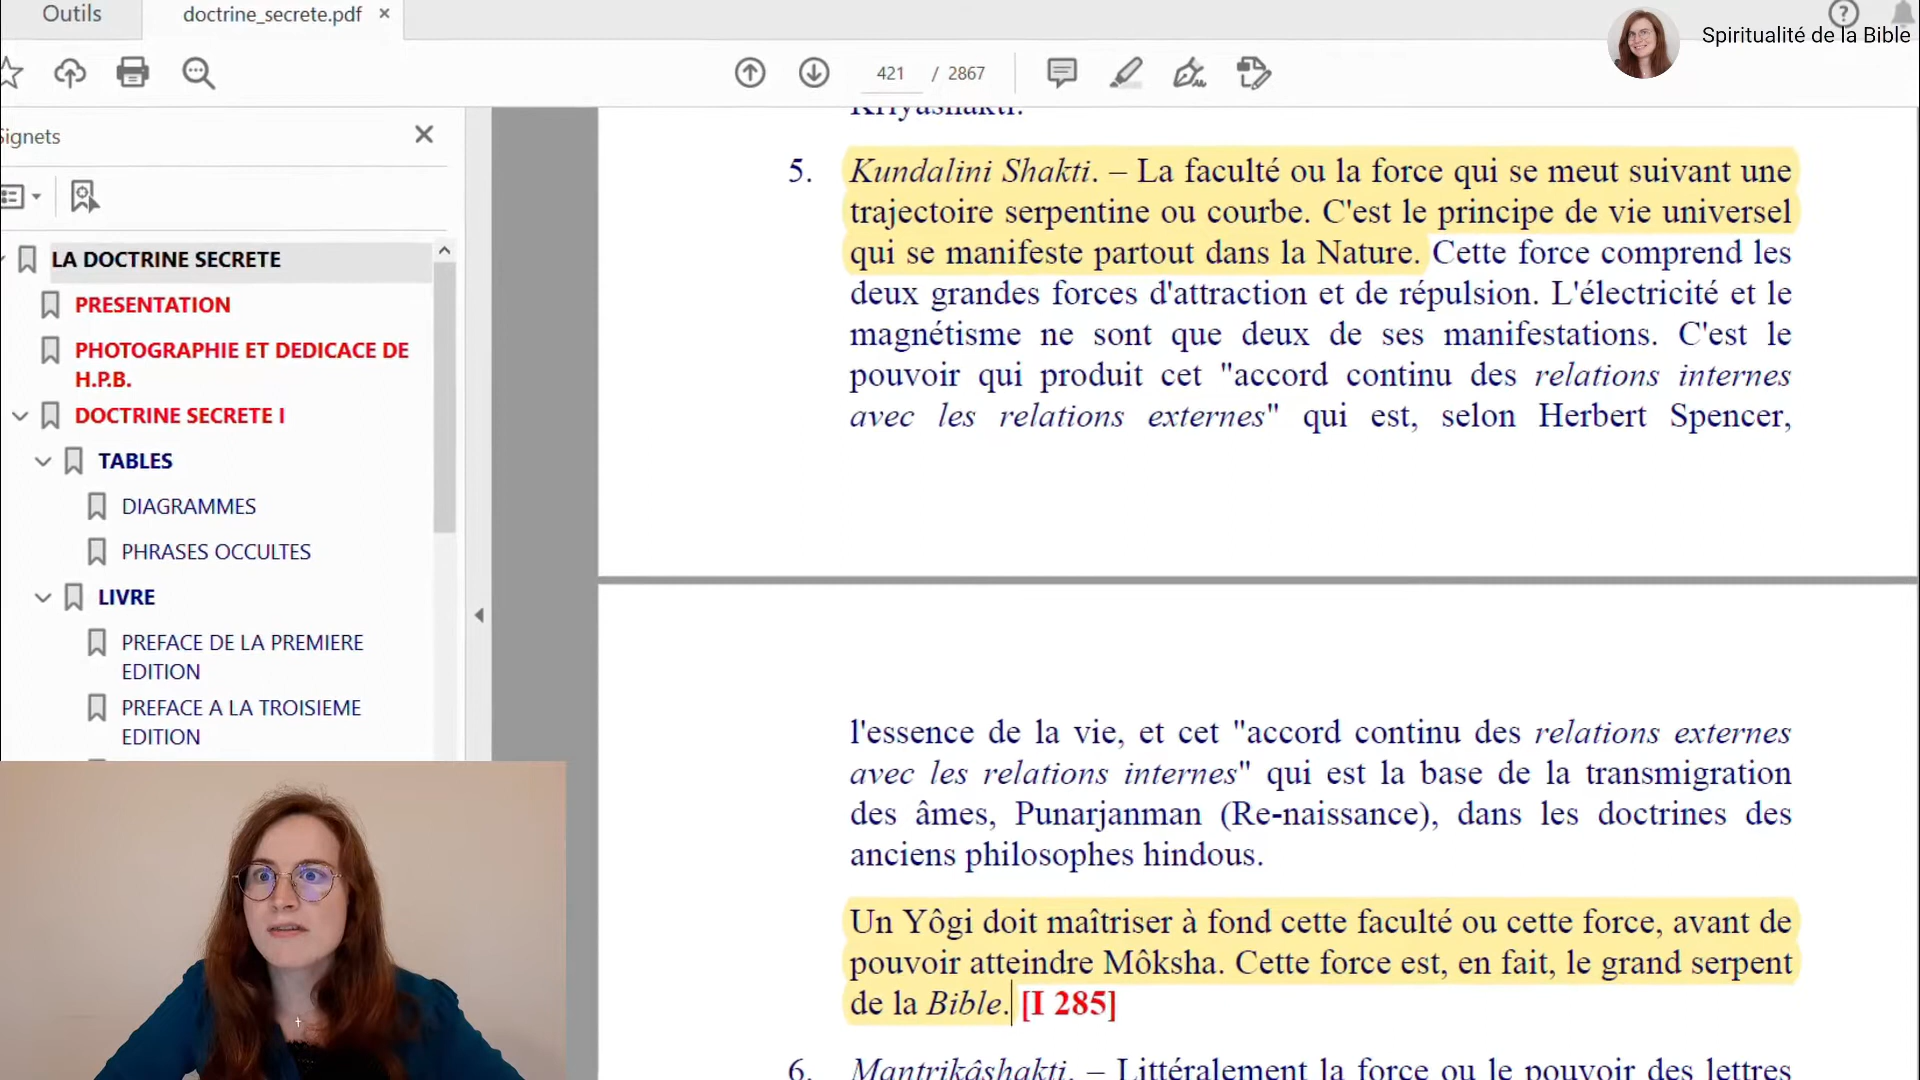 Outils
doctrine_secrete.pdf
Spiritualité de la Bible
421 / 2867
Signets
LA DOCTRINE SECRETE
PRESENTATION
PHOTOGRAPHIE ET DEDICACE DE
H.P.B.
DOCTRINE SECRETE I
TABLES
DIAGRAMMES
PHRASES OCCULTES
LIVRE
PREFACE DE LA PREMIERE
EDITION
PREFACE A LA TROISIEME
EDITION
Kriyashakti.
5. Kundalini Shakti. – La faculté ou la force qui se meut suivant une
trajectoire serpentine ou courbe. C'est le principe de vie universel
qui se manifeste partout dans la Nature. Cette force comprend les
deux grandes forces d'attraction et de répulsion. L'électricité et le
magnétisme ne sont que deux de ses manifestations. C'est le
pouvoir qui produit cet "accord continu des relations internes
avec les relations externes" qui est, selon Herbert Spencer,
l'essence de la vie, et cet "accord continu des relations externes
avec les relations internes" qui est la base de la transmigration
des âmes, Punarjanman (Re-naissance), dans les doctrines des
anciens philosophes hindous.
Un Yôgi doit maîtriser à fond cette faculté ou cette force, avant de
pouvoir atteindre Môksha. Cette force est, en fait, le grand serpent
de la Bible. [I 285]
6. Mantrikâshakti. – Littéralement la force ou le pouvoir des lettres